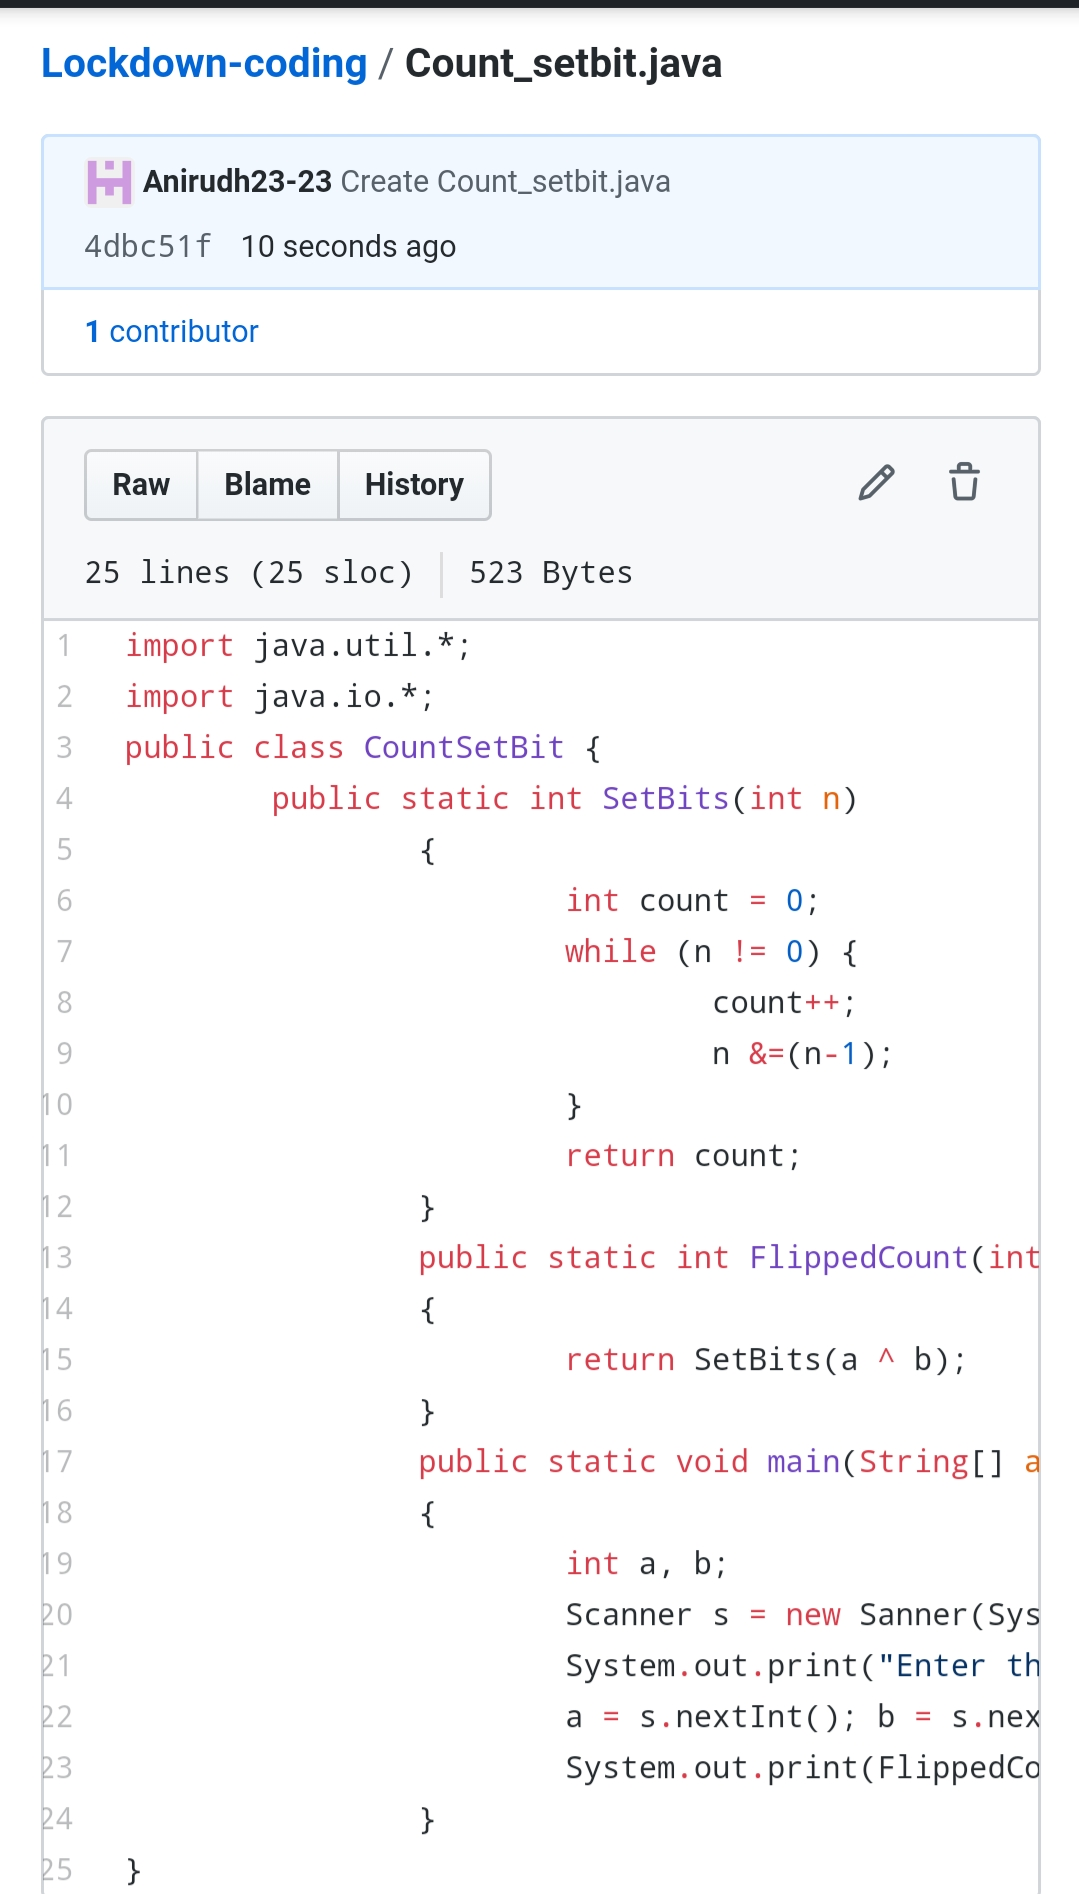 Lockdown-coding / Count_setbit.java
Anirudh23-23 Create Count_setbit.java
4dbc51f 10 seconds ago
1 contributor
Raw Blame History
25 lines (25 sloc) 523 Bytes
1 import java.util.*;
2 import java.io.*;
3 public class CountSetBit {
4 public static int SetBits(int n)
5 {
6 int count = 0;
7 while (n != 0) {
8 count++;
9 n &=(n-1);
10 }
11 return count;
12 }
13 public static int FlippedCount(int
14 {
15 return SetBits(a ^ b);
16 }
17 public static void main(String[] a
18 {
19 int a, b;
20 Scanner s = new Sanner(Sys
21 System.out.print("Enter th
22 a = s.nextInt(); b = s.nex
23 System.out.print(FlippedCo
24 }
25 }